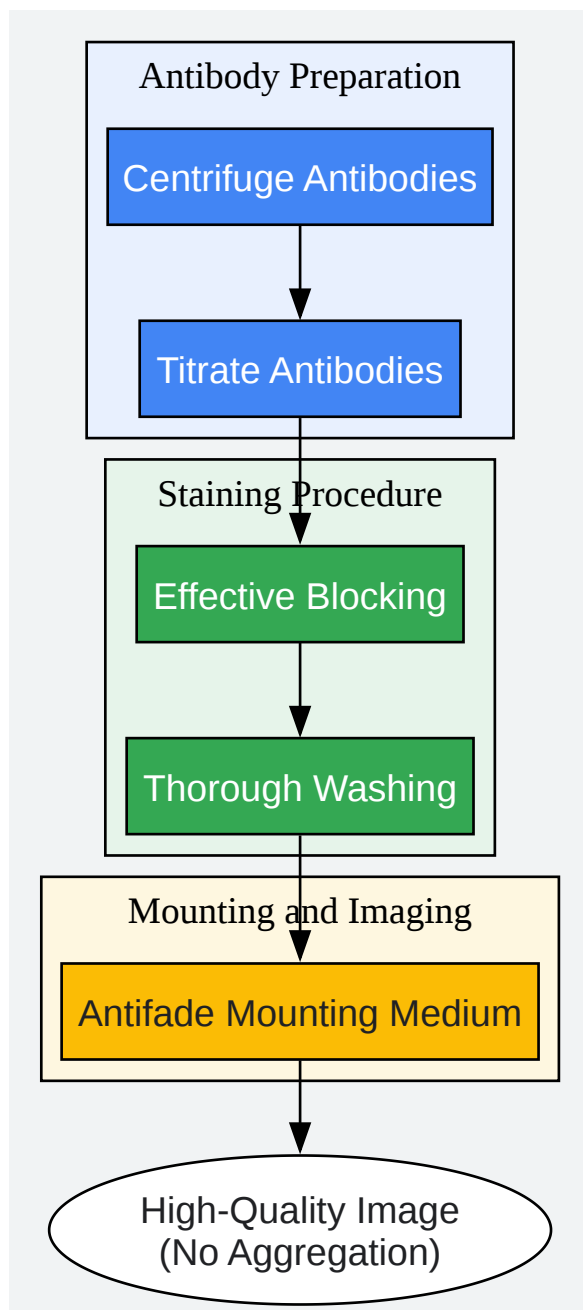 Antibody Preparation
Centrifuge Antibodies
Titrate Antibodies
Staining Procedure
Effective Blocking
Thorough Washing
Mounting and Imaging
Antifade Mounting Medium
High-Quality Image
(No Aggregation)